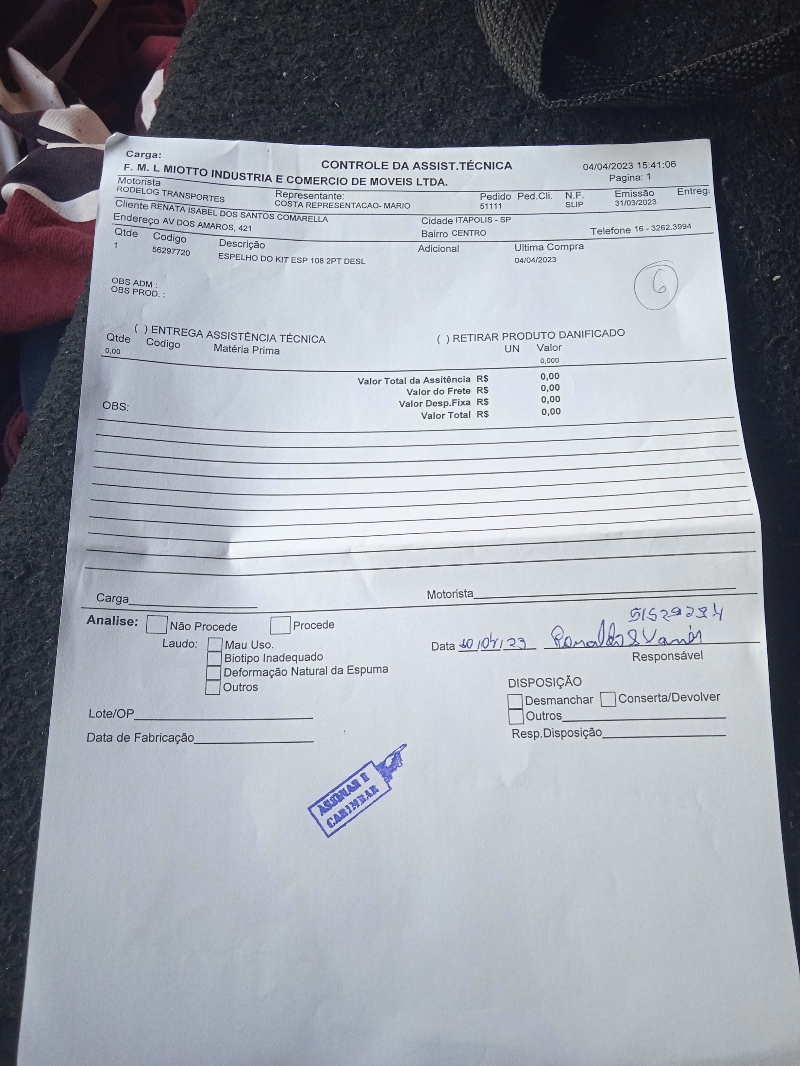 Carga:
CONTROLE DA ASSIST.TÉCNICA 04/04/2023 15:41:06
F. M. L MIOTTO INDUSTRIA E COMERCIO DE MOVEIS LTDA. Pagina: 1
Motorista Representante: Pedido Ped.Cli. N.F. Emissão Entreg.
RODELOG TRANSPORTES COSTA REPRESENTACAO- MARIO 51111 SLIP 31/03/2023
Cliente RENATA ISABEL DOS SANTOS COMARELLA Cidade ITAPOLIS - SP
Endereço AV DOS AMAROS, 421 Bairro CENTRO Telefone 16 - 3262.3994
Qtde Codigo Descrição Adicional Ultima Compra
1 56297720 ESPELHO DO KIT ESP 108 2PT DESL 04/04/2023
6
OBS ADM :
OBS PROD. :
( ) ENTREGA ASSISTÊNCIA TÉCNICA ( ) RETIRAR PRODUTO DANIFICADO
Qtde Codigo Matéria Prima UN Valor
0,00 0,000
Valor Total da Assitência R$ 0,00
Valor do Frete R$ 0,00
Valor Desp.Fixa R$ 0,00
Valor Total R$ 0,00
OBS:
Carga Motorista
Analise: Não Procede Procede
Laudo: Mau Uso.
Biotipo Inadequado
Deformação Natural da Espuma
Outros
Data 10/04/23
Responsável
DISPOSIÇÃO
Desmanchar Conserta/Devolver
Outros
Resp.Disposição
Lote/OP
Data de Fabricação
ASSINAR E
CARIMBAR